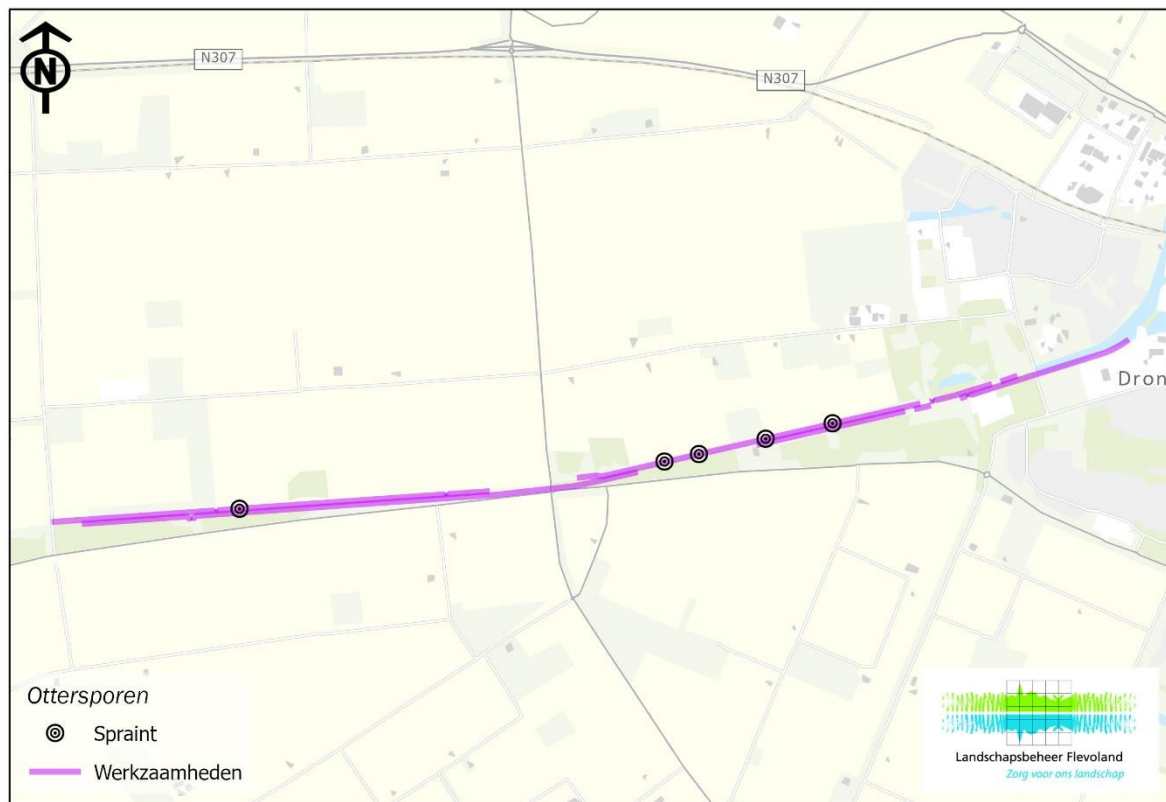 N
N307
N307
Dron
Ottersporen
Spraint
Werkzaamheden
Landschapsbeheer Flevoland
Zorg voor ons landschap